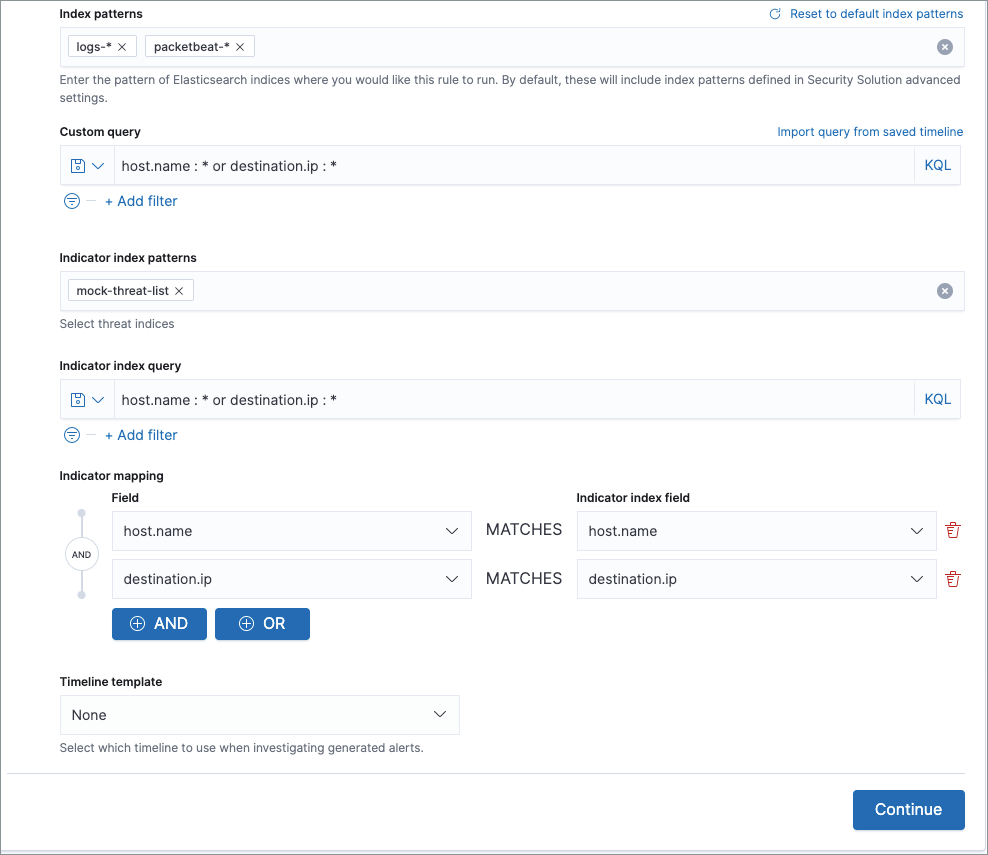 Index patterns
Reset to default index patterns
logs-* packetbeat-*
Enter the pattern of Elasticsearch indices where you would like this rule to run. By default, these will include index patterns defined in Security Solution advanced
settings.
Custom query
Import query from saved timeline
host.name : * or destination.ip : *
KQL
+ Add filter
Indicator index patterns
mock-threat-list
Select threat indices
Indicator index query
host.name : * or destination.ip : *
KQL
+ Add filter
Indicator mapping
Field
Indicator index field
host.name MATCHES host.name
AND
destination.ip MATCHES destination.ip
AND OR
Timeline template
None
Select which timeline to use when investigating generated alerts.
Continue